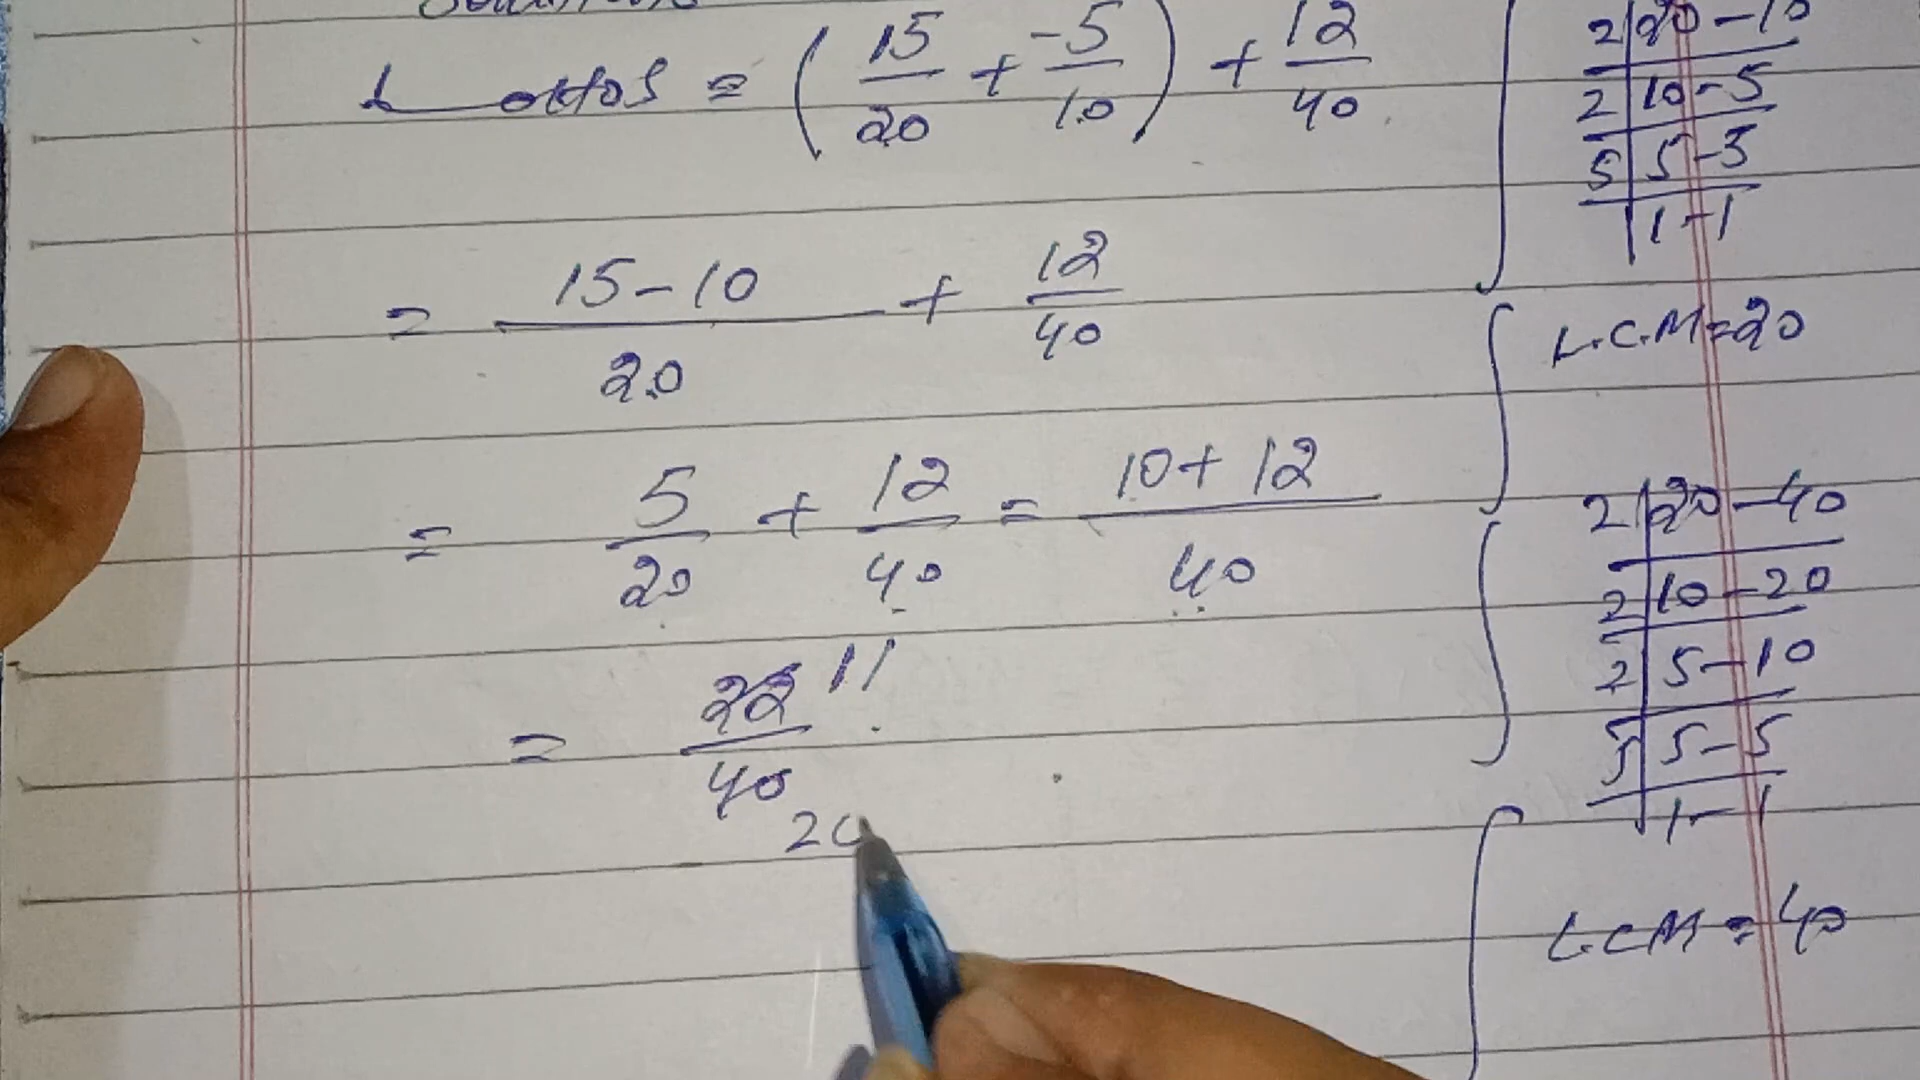 = (15/20 + -5/10) + 12/40
= 15-10/20 + 12/40
= 5/20 + 12/40 = 10+12/40
= 22/40 11
20
2|20-10
2|10-5
5|5-5
|1-1
L.C.M=20
2|20-40
2|10-20
2|5-10
5|5-5
1-1
L.C.M=40